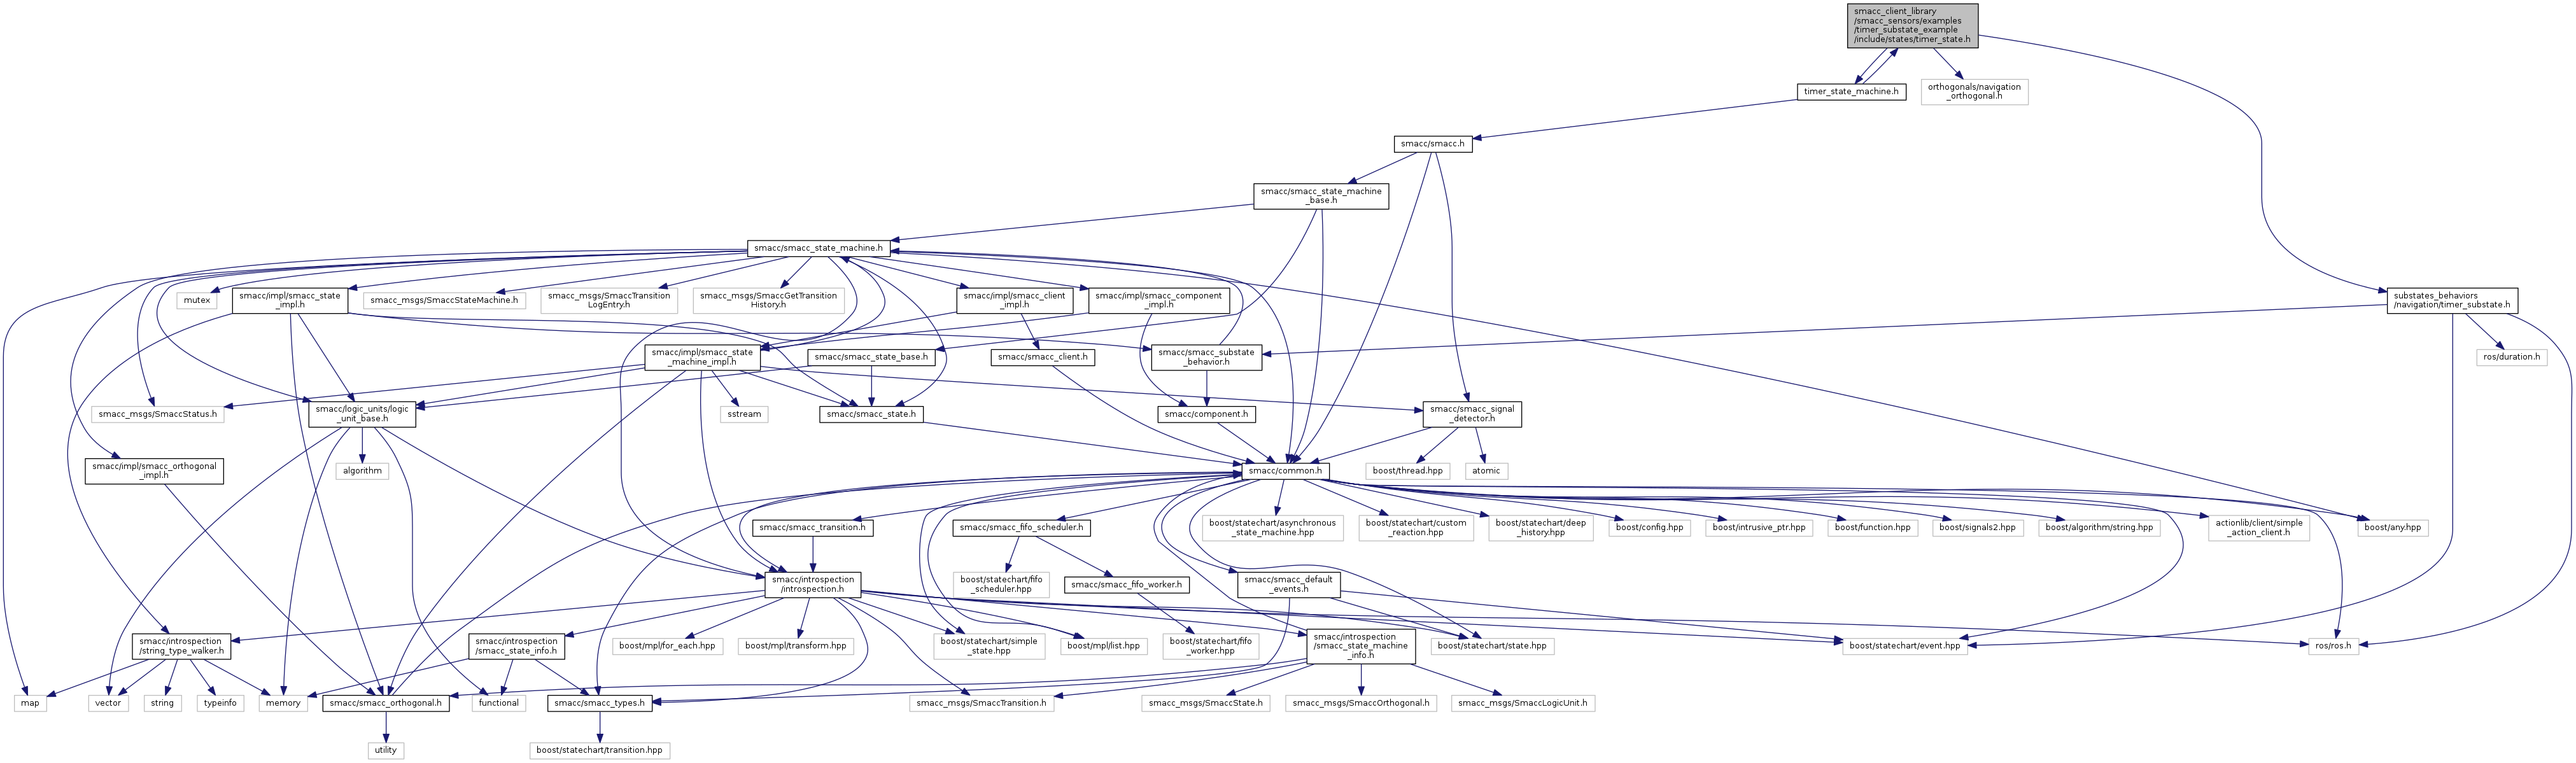 smacc_client_library
/smacc_sensors/examples
/timer_substate_example
/include/states/timer_state.h
timer_state_machine.h
orthogonals/navigation
_orthogonal.h
smacc/smacc.h
smacc/smacc_state_machine
_base.h
smacc/smacc_state_machine.h
mutex
smacc/impl/smacc_state
_impl.h
smacc_msgs/SmaccStateMachine.h
smacc_msgs/SmaccTransition
LogEntry.h
smacc_msgs/SmaccGetTransition
History.h
smacc/impl/smacc_client
_impl.h
smacc/impl/smacc_component
_impl.h
substates_behaviors
/navigation/timer_substate.h
smacc/impl/smacc_state
_machine_impl.h
smacc/smacc_state_base.h
smacc/smacc_client.h
smacc/smacc_substate
_behavior.h
ros/duration.h
smacc_msgs/SmaccStatus.h
smacc/logic_units/logic
_unit_base.h
sstream
smacc/smacc_state.h
smacc/component.h
smacc/smacc_signal
_detector.h
smacc/impl/smacc_orthogonal
_impl.h
algorithm
smacc/common.h
boost/thread.hpp
atomic
smacc/smacc_transition.h
smacc/smacc_fifo_scheduler.h
boost/statechart/asynchronous
_state_machine.hpp
boost/statechart/custom
_reaction.hpp
boost/statechart/deep
_history.hpp
boost/config.hpp
boost/intrusive_ptr.hpp
boost/function.hpp
boost/signals2.hpp
boost/algorithm/string.hpp
actionlib/client/simple
_action_client.h
boost/any.hpp
smacc/introspection
/introspection.h
boost/statechart/fifo
_scheduler.hpp
smacc/smacc_fifo_worker.h
smacc/smacc_default
_events.h
smacc/introspection
/string_type_walker.h
smacc/introspection
/smacc_state_info.h
boost/mpl/for_each.hpp
boost/mpl/transform.hpp
boost/statechart/simple
_state.hpp
boost/mpl/list.hpp
boost/statechart/fifo
_worker.hpp
smacc/introspection
/smacc_state_machine
_info.h
boost/statechart/state.hpp
boost/statechart/event.hpp
ros/ros.h
map
vector
string
typeinfo
memory
smacc/smacc_orthogonal.h
functional
smacc/smacc_types.h
smacc_msgs/SmaccTransition.h
smacc_msgs/SmaccState.h
smacc_msgs/SmaccOrthogonal.h
smacc_msgs/SmaccLogicUnit.h
utility
boost/statechart/transition.hpp